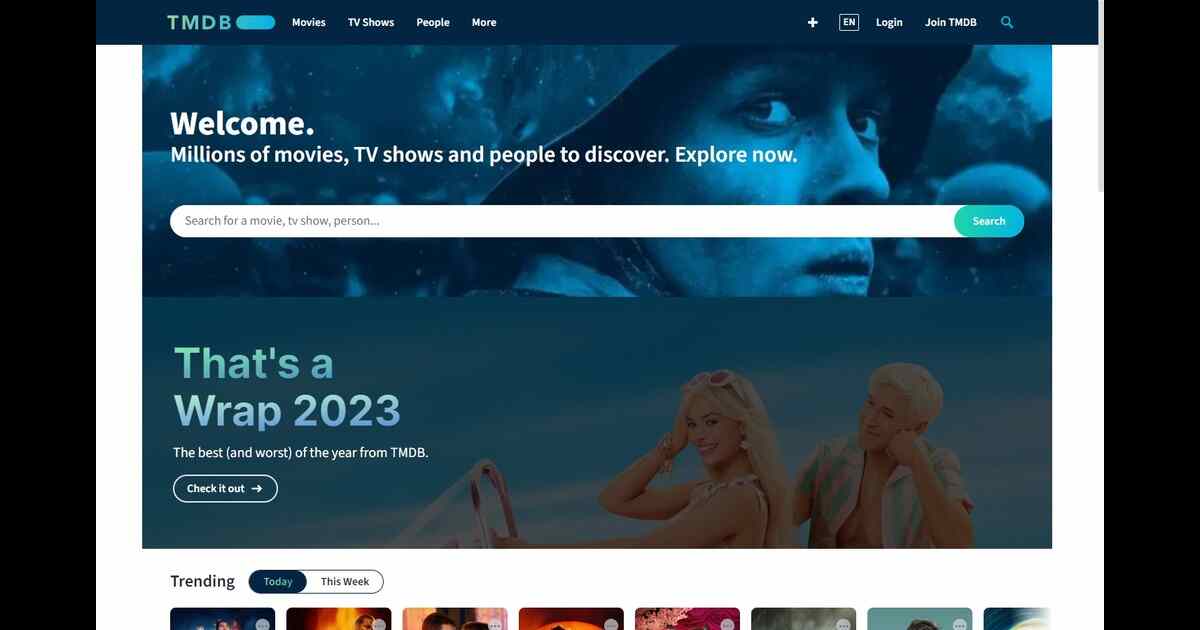 TMDB Movies TV Shows People More + EN Login Join TMDB
Welcome.
Millions of movies, TV shows and people to discover. Explore now.
Search for a movie, tv show, person... Search
That's a
Wrap 2023
The best (and worst) of the year from TMDB.
Check it out →
Trending Today This Week